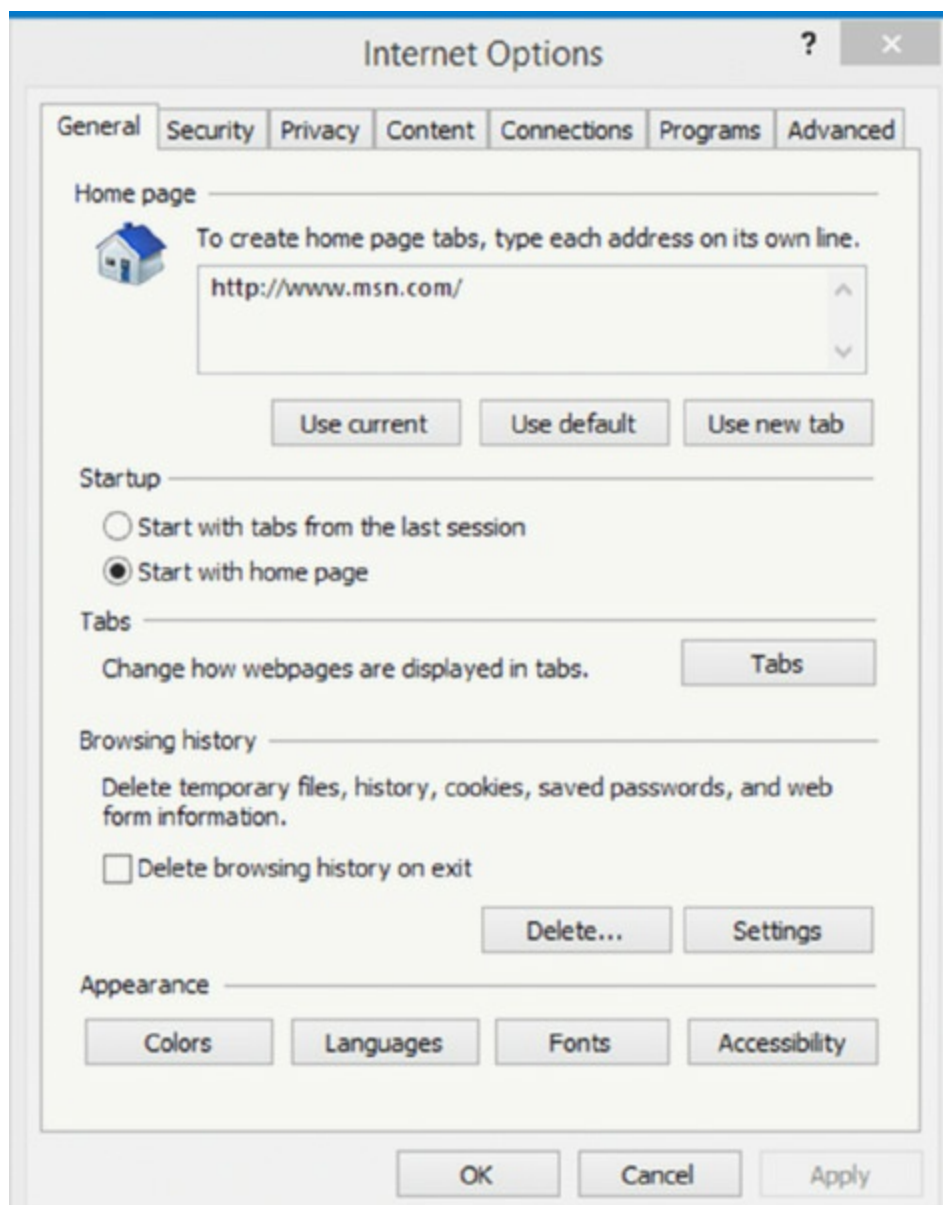 Internet Options
?
General Security Privacy Content Connections Programs Advanced
Home page
To create home page tabs, type each address on its own line.
http://www.msn.com/
Use current Use default Use new tab
Startup
Start with tabs from the last session
Start with home page
Tabs
Change how webpages are displayed in tabs. Tabs
Browsing history
Delete temporary files, history, cookies, saved passwords, and web
form information.
Delete browsing history on exit
Delete... Settings
Appearance
Colors Languages Fonts Accessibility
OK Cancel Apply